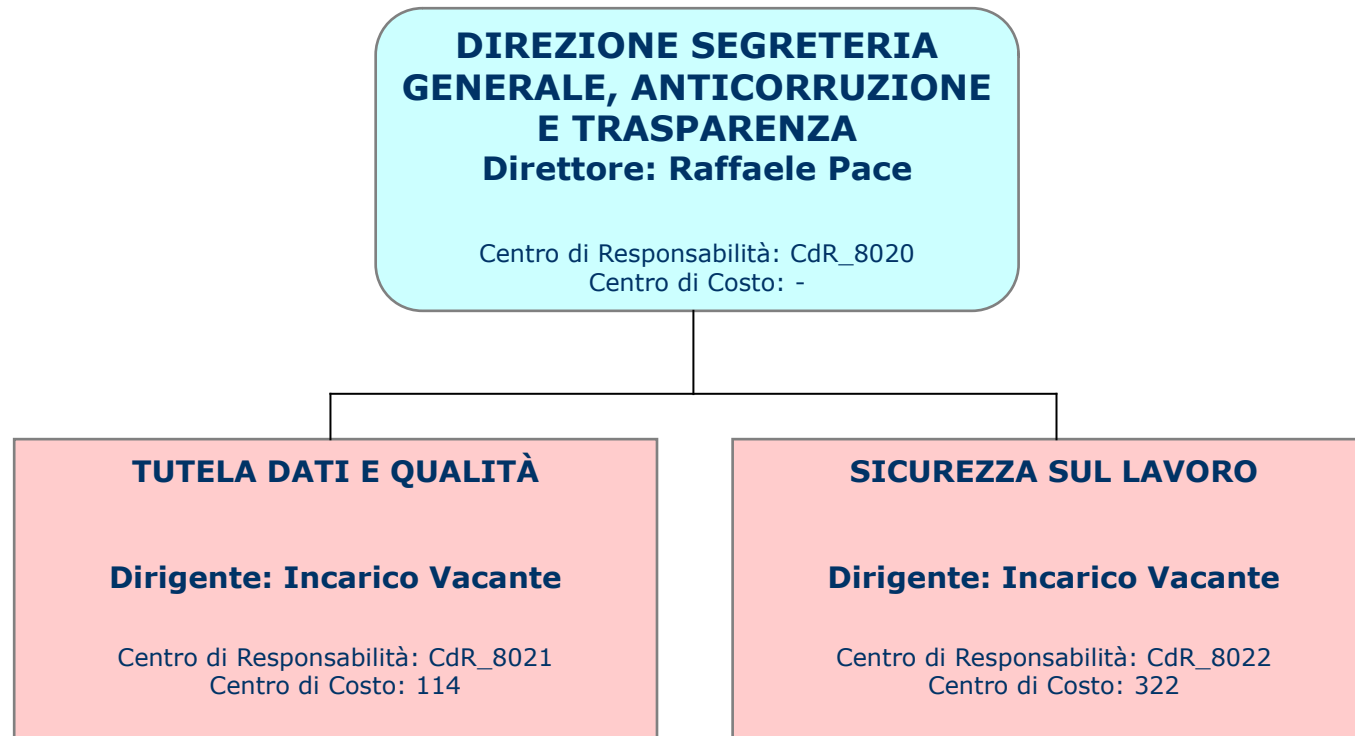 DIREZIONE SEGRETERIA
GENERALE, ANTICORRUZIONE
E TRASPARENZA
Direttore: Raffaele Pace
Centro di Responsabilità: CdR_8020
Centro di Costo: -
TUTELA DATI E QUALITÀ
Dirigente: Incarico Vacante
Centro di Responsabilità: CdR_8021
Centro di Costo: 114
SICUREZZA SUL LAVORO
Dirigente: Incarico Vacante
Centro di Responsabilità: CdR_8022
Centro di Costo: 322